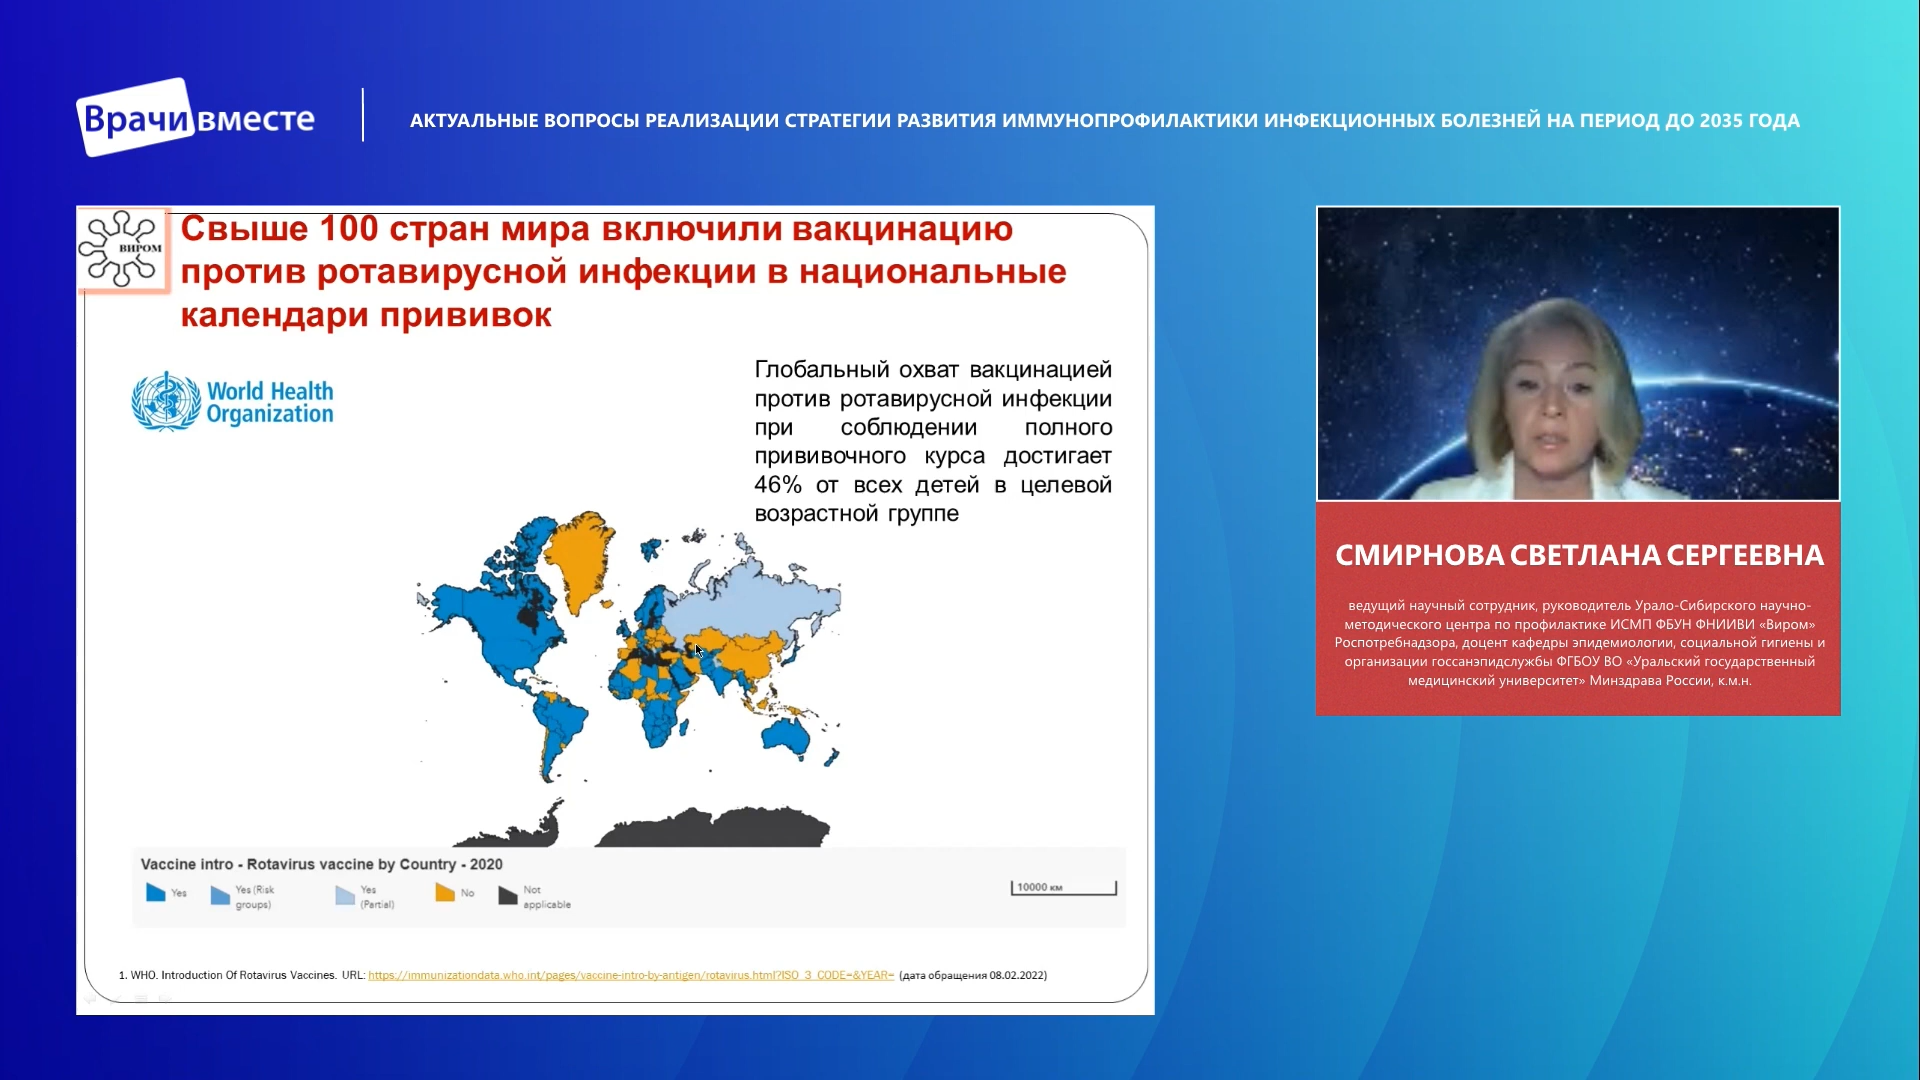 Врачи вместе
АКТУАЛЬНЫЕ ВОПРОСЫ РЕАЛИЗАЦИИ СТРАТЕГИИ РАЗВИТИЯ ИММУНОПРОФИЛАКТИКИ ИНФЕКЦИОННЫХ БОЛЕЗНЕЙ НА ПЕРИОД ДО 2035 ГОДА
ВИРОМ
Свыше 100 стран мира включили вакцинацию
против ротавирусной инфекции в национальные
календари прививок
World Health
Organization
Глобальный охват вакцинацией
против ротавирусной инфекции
при соблюдении полного
прививочного курса достигает
46% от всех детей в целевой
возрастной группе
Vaccine intro - Rotavirus vaccine by Country - 2020
Yes
Yes (Risk
groups)
Yes
(Partial)
No
Not
applicable
10000 км
1. WHO. Introduction Of Rotavirus Vaccines. URL: https://immunizationdata.who.int/pages/vaccine-intro-by-antigen/rotavirus.html?ISO_3_CODE=&YEAR= (дата обращения 08.02.2022)
СМИРНОВА СВЕТЛАНА СЕРГЕЕВНА
ведущий научный сотрудник, руководитель Урало-Сибирского научно-
методического центра по профилактике ИСМП ФБУН ФНИИВИ «Виром»
Роспотребнадзора, доцент кафедры эпидемиологии, социальной гигиены и
организации госсанэпидслужбы ФГБОУ ВО «Уральский государственный
медицинский университет» Минздрава России, к.м.н.